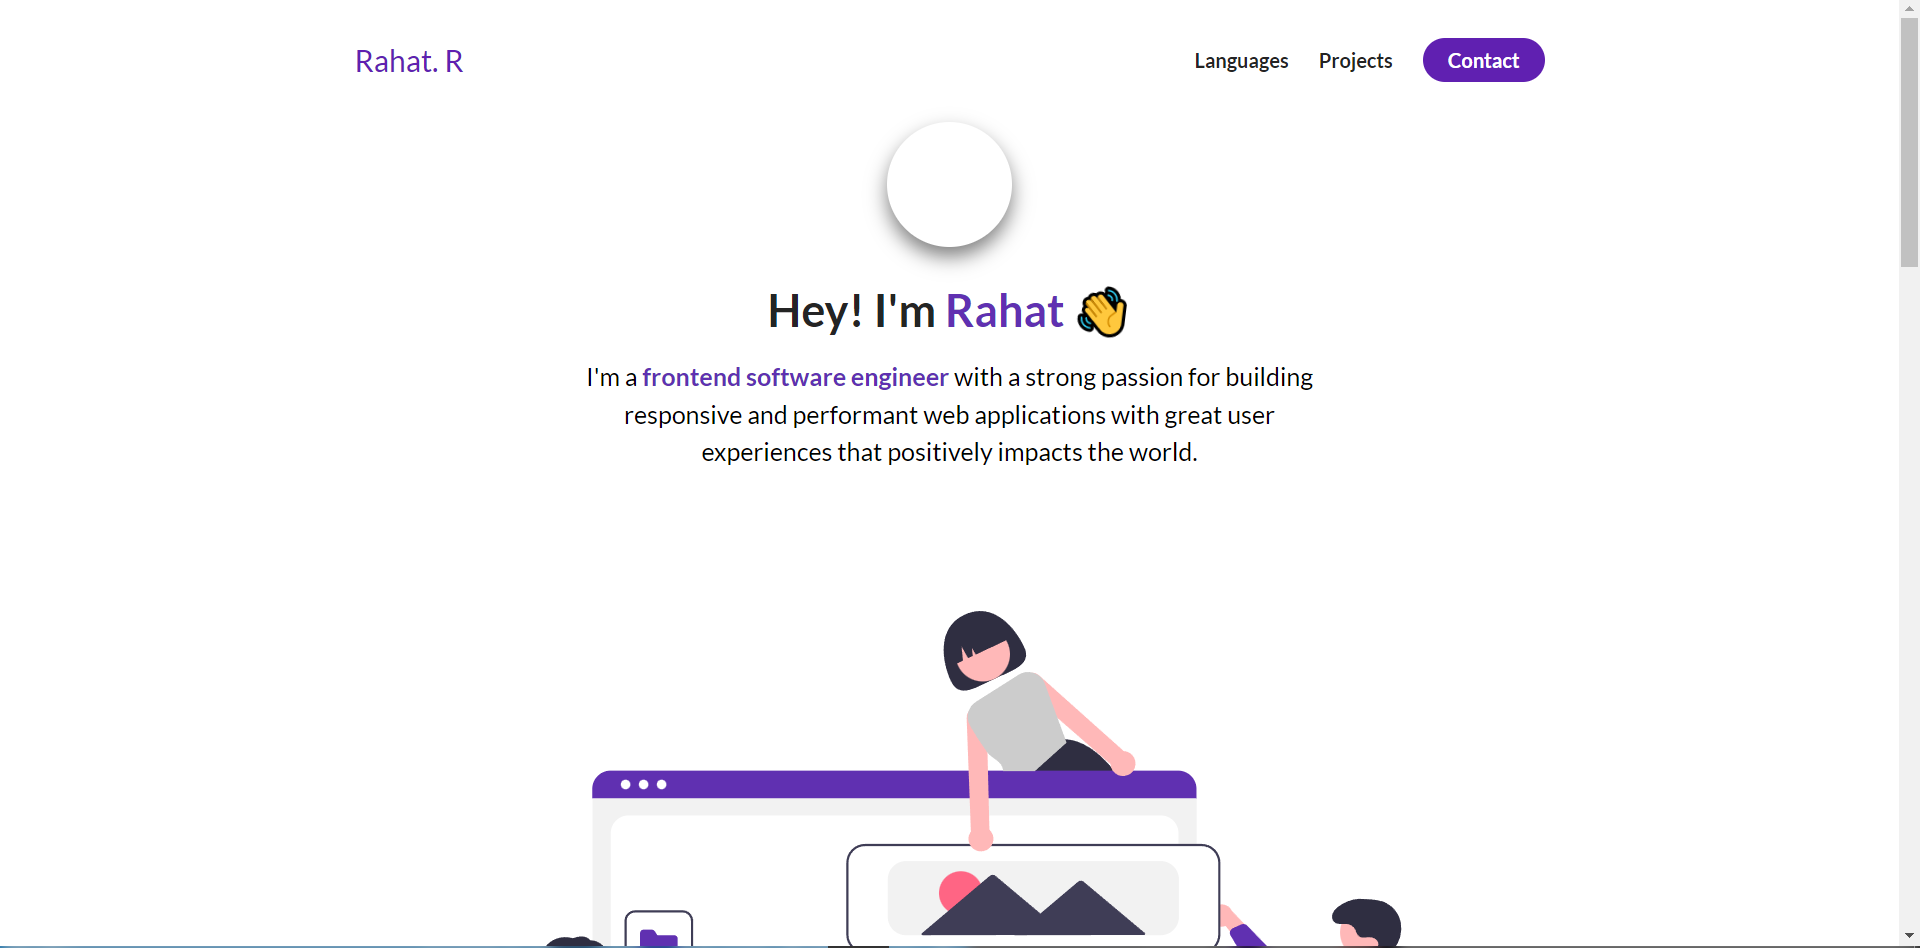 Rahat. R
Languages Projects Contact
Hey! I'm Rahat 👋
I'm a frontend software engineer with a strong passion for building
responsive and performant web applications with great user
experiences that positively impacts the world.